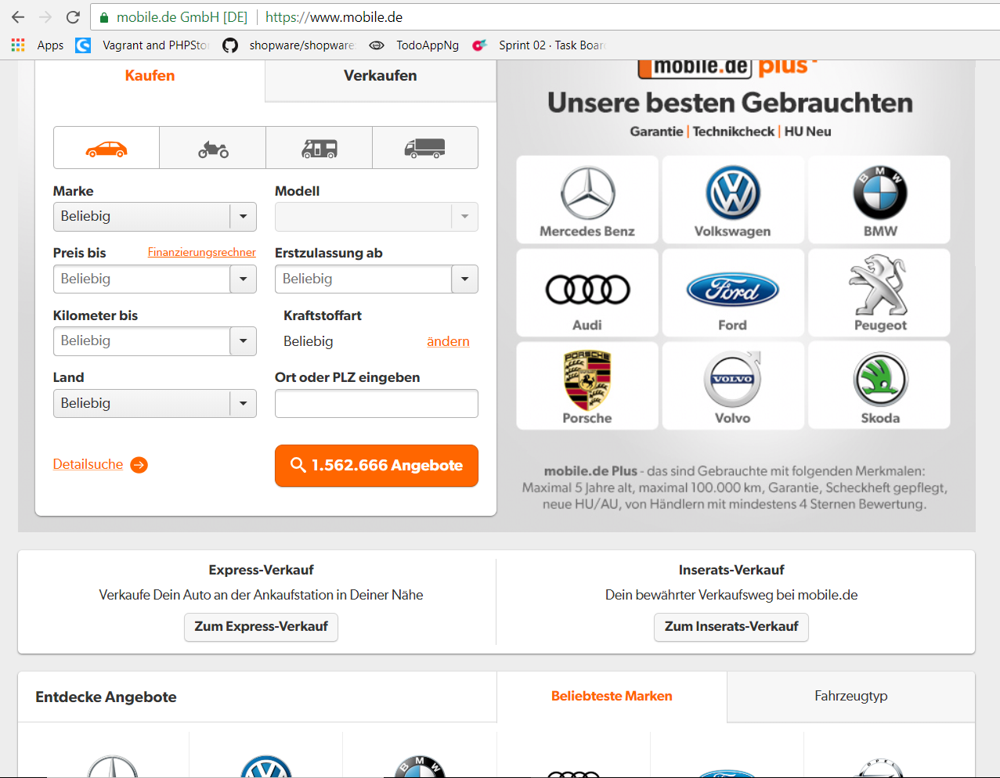 mobile.de GmbH [DE] https://www.mobile.de
Apps Vagrant and PHPSto shopware/shopware TodoAppNg Sprint 02 · Task Boar
Kaufen Verkaufen
mobile.de plus+
Unsere besten Gebrauchten
Garantie | Technikcheck | HU Neu
Marke Modell
Beliebig
Preis bis Finanzierungsrechner Erstzulassung ab
Beliebig Beliebig
Kilometer bis Kraftstoffart
Beliebig Beliebig ändern
Land Ort oder PLZ eingeben
Beliebig
Detailsuche 1.562.666 Angebote
BMW
Mercedes Benz Volkswagen BMW
Ford
Audi Ford Peugeot
PORSCHE VOLVO
Porsche Volvo Skoda
mobile.de Plus - das sind Gebrauchte mit folgenden Merkmalen:
Maximal 5 Jahre alt, maximal 100.000 km, Garantie, Scheckheft gepflegt,
neue HU/AU, von Händlern mit mindestens 4 Sternen Bewertung.
Express-Verkauf
Verkaufe Dein Auto an der Ankaufstation in Deiner Nähe
Zum Express-Verkauf
Inserats-Verkauf
Dein bewährter Verkaufsweg bei mobile.de
Zum Inserats-Verkauf
Entdecke Angebote Beliebteste Marken Fahrzeugtyp
BMW OPEL